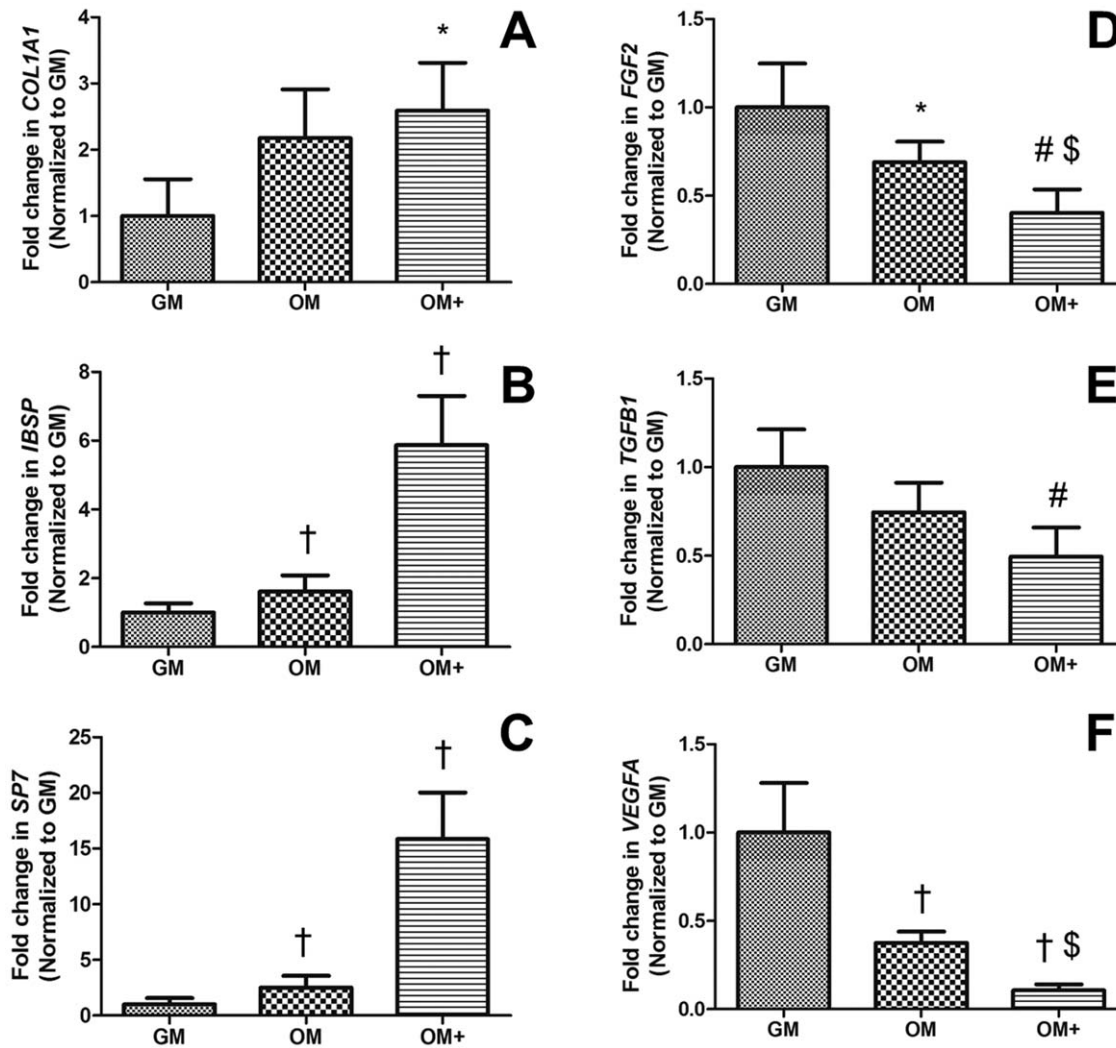 A
Fold change in COL1A1
(Normalized to GM)
4
3
2
1
0
*
GM OM OM+
B
Fold change in IBSP
(Normalized to GM)
8
6
4
2
0
† †
GM OM OM+
C
Fold change in SP7
(Normalized to GM)
25
20
15
10
5
0
† †
GM OM OM+
D
Fold change in FGF2
(Normalized to GM)
1.5
1.0
0.5
0.0
* # $
GM OM OM+
E
Fold change in TGFB1
(Normalized to GM)
1.5
1.0
0.5
0.0
#
GM OM OM+
F
Fold change in VEGFA
(Normalized to GM)
1.5
1.0
0.5
0.0
† † $
GM OM OM+